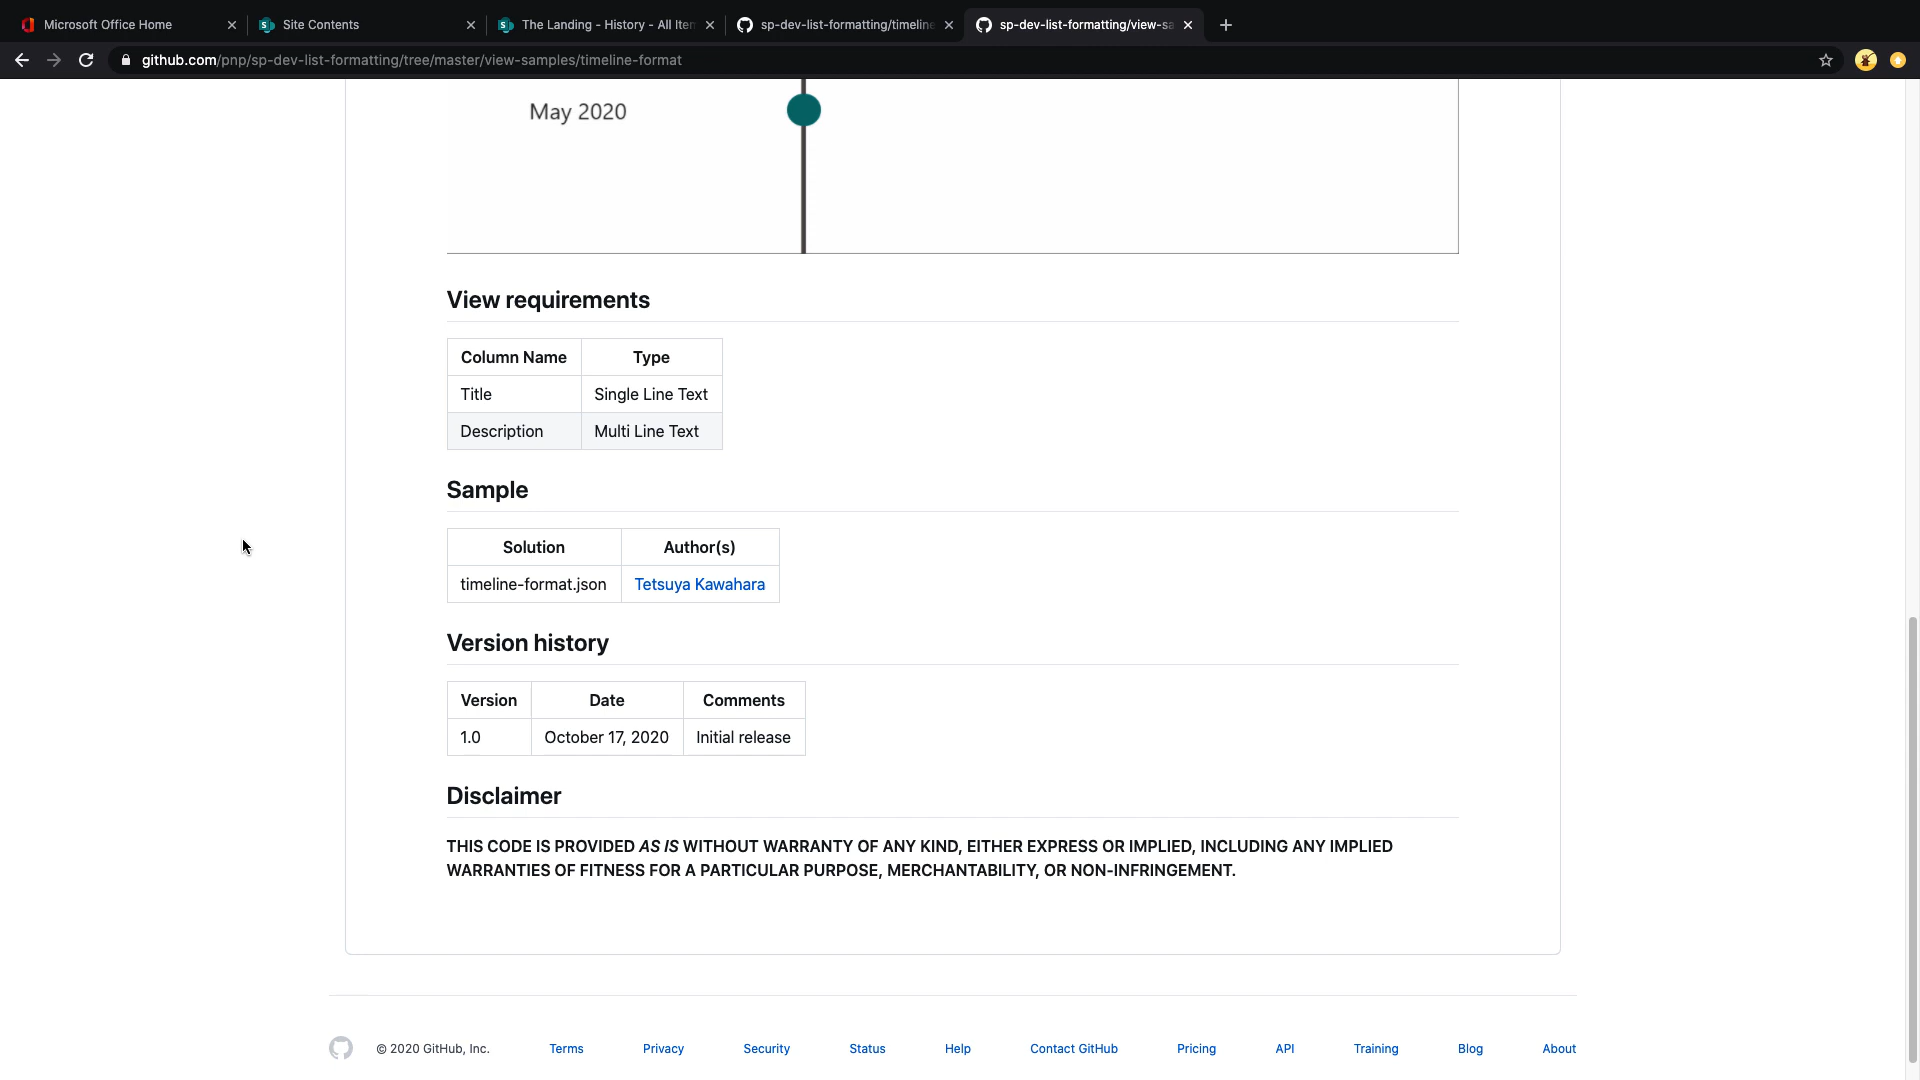 Microsoft Office Home
Site Contents
The Landing - History - All Iten
sp-dev-list-formatting/timeline
sp-dev-list-formatting/view-sa
github.com/pnp/sp-dev-list-formatting/tree/master/view-samples/timeline-format
May 2020
View requirements
Column Name Type
Title Single Line Text
Description Multi Line Text
Sample
Solution Author(s)
timeline-format.json Tetsuya Kawahara
Version history
Version Date Comments
1.0 October 17, 2020 Initial release
Disclaimer
THIS CODE IS PROVIDED AS IS WITHOUT WARRANTY OF ANY KIND, EITHER EXPRESS OR IMPLIED, INCLUDING ANY IMPLIED
WARRANTIES OF FITNESS FOR A PARTICULAR PURPOSE, MERCHANTABILITY, OR NON-INFRINGEMENT.
© 2020 GitHub, Inc. Terms Privacy Security Status Help Contact GitHub Pricing API Training Blog About